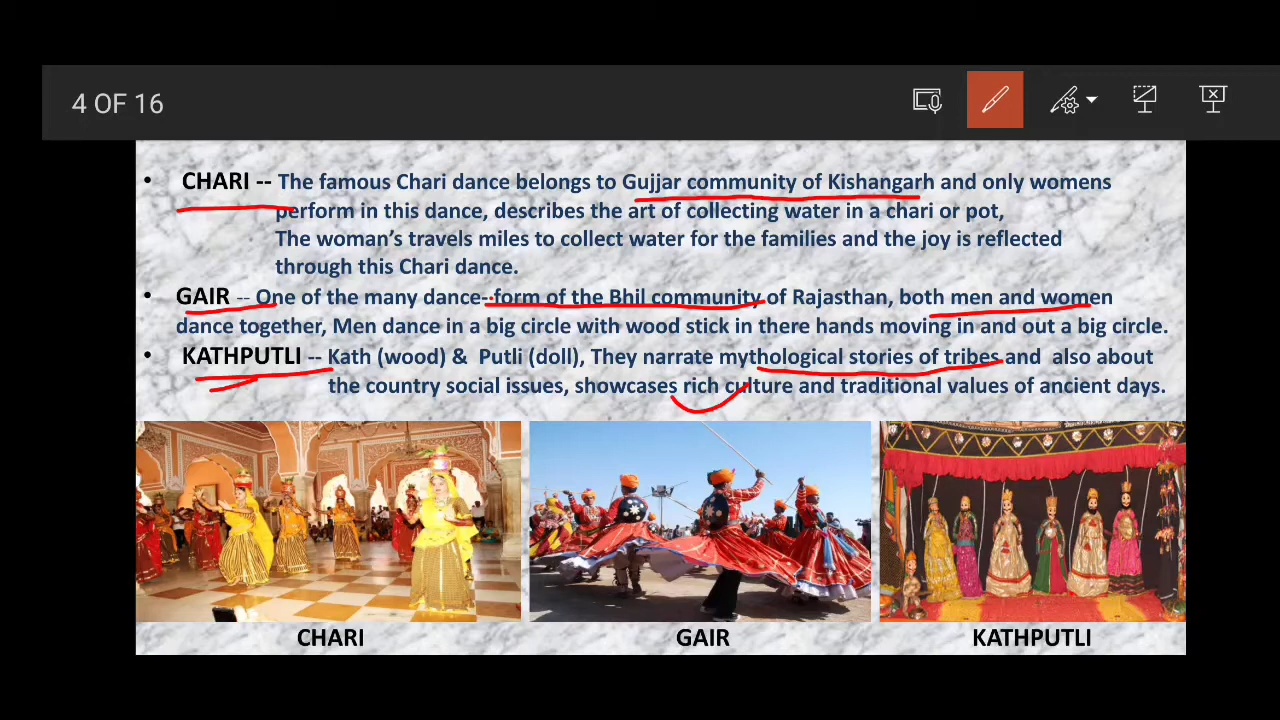 4 OF 16
• CHARI -- The famous Chari dance belongs to Gujjar community of Kishangarh and only womens
perform in this dance, describes the art of collecting water in a chari or pot,
The woman's travels miles to collect water for the families and the joy is reflected
through this Chari dance.
• GAIR -- One of the many dance--form of the Bhil community of Rajasthan, both men and women
dance together, Men dance in a big circle with wood stick in there hands moving in and out a big circle.
• KATHPUTLI -- Kath (wood) & Putli (doll), They narrate mythological stories of tribes and also about
the country social issues, showcases rich culture and traditional values of ancient days.
CHARI
GAIR
KATHPUTLI